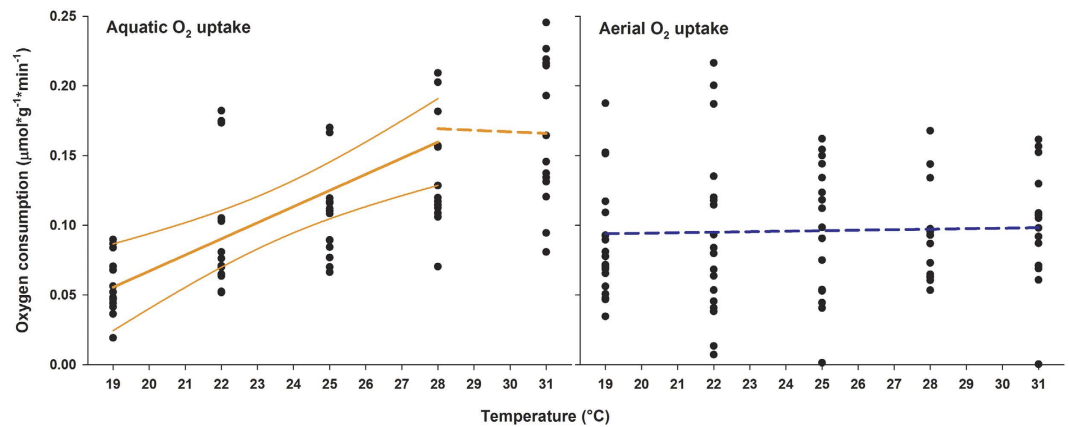 Aquatic O₂ uptake
Aerial O₂ uptake
Oxygen consumption (μmol*g⁻¹*min⁻¹)
0.25
0.20
0.15
0.10
0.05
0.00
19 20 22 23 24 25 26 27 28 29 30 31
19 20 22 22 23 24 25 26 27 28 29 30 31
Temperature (°C)